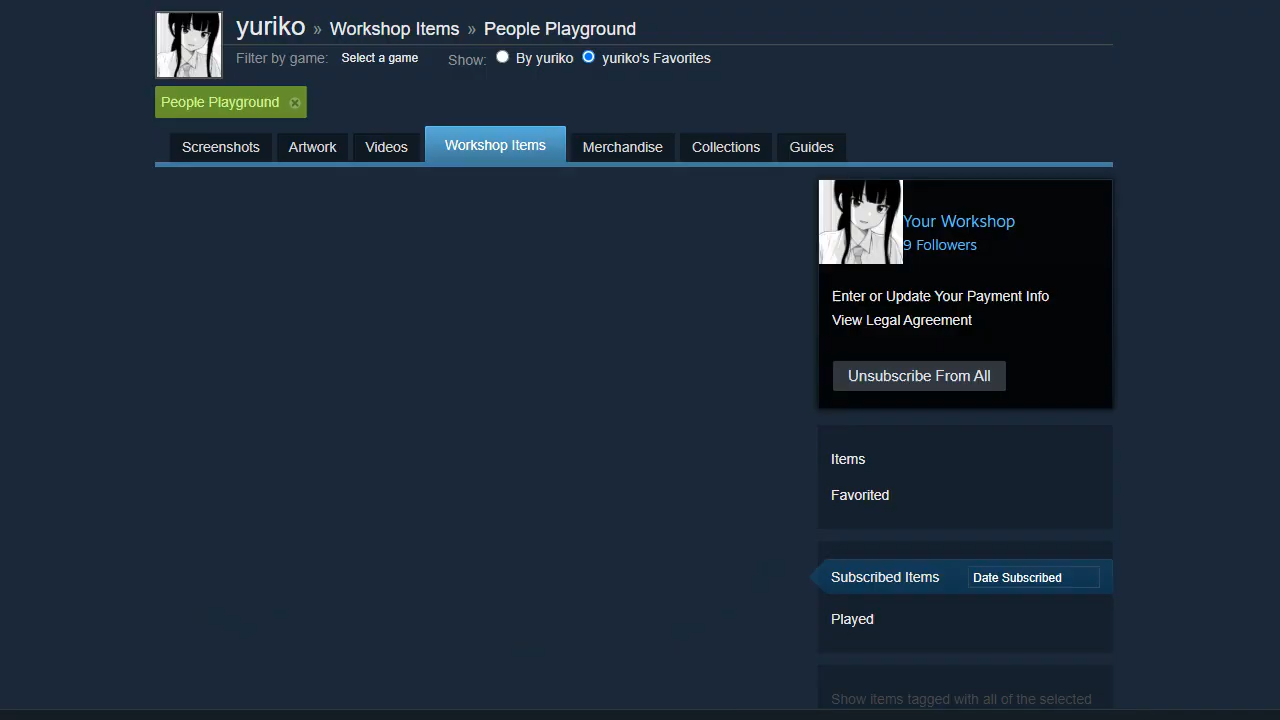 yuriko » Workshop Items » People Playground
Filter by game: Select a game Show: By yuriko yuriko's Favorites
People Playground
Screenshots Artwork Videos Workshop Items Merchandise Collections Guides
Your Workshop
9 Followers
Enter or Update Your Payment Info
View Legal Agreement
Unsubscribe From All
Items
Favorited
Subscribed Items Date Subscribed
Played
Show items tagged with all of the selected